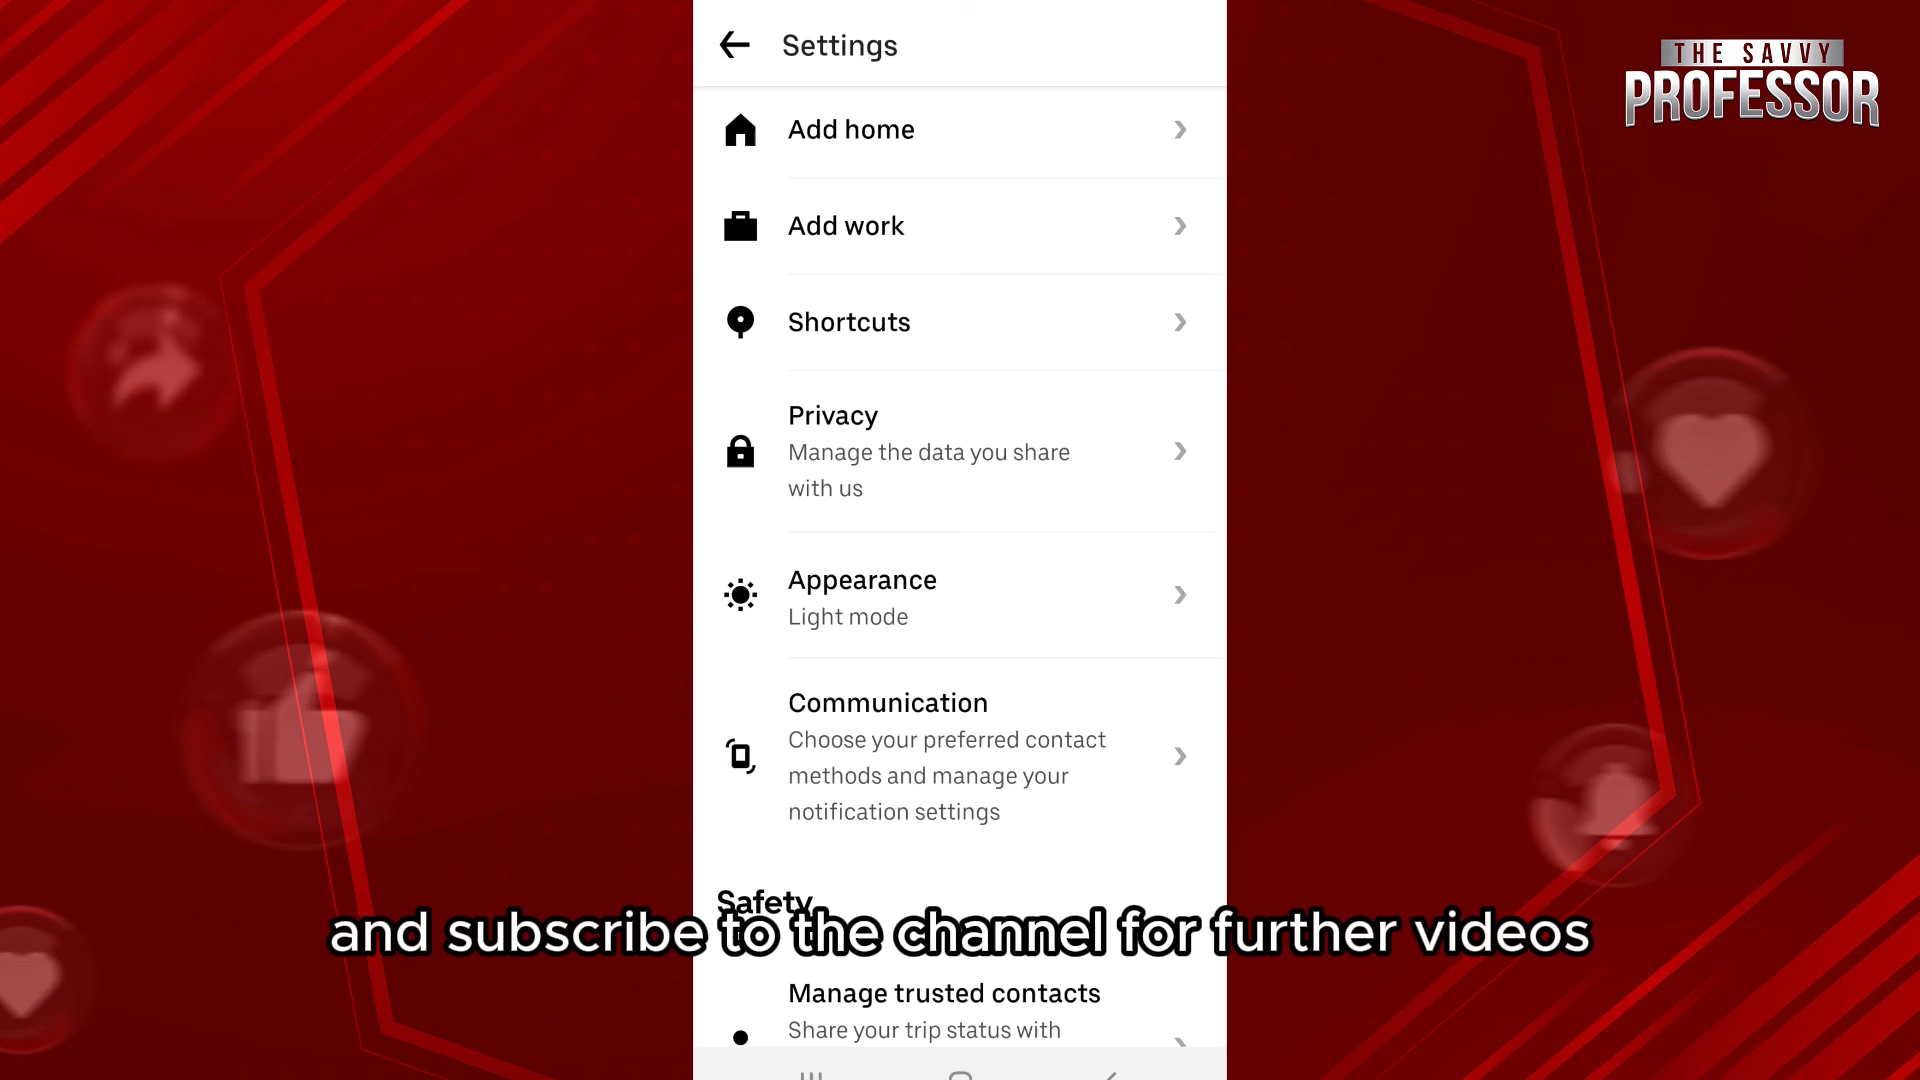 Settings
THE SAVVY
PROFESSOR
Add home
Add work
Shortcuts
Privacy
Manage the data you share
with us
Appearance
Light mode
Communication
Choose your preferred contact
methods and manage your
notification settings
Safety
and subscribe to the channel for further videos
Manage trusted contacts
Share your trip status with